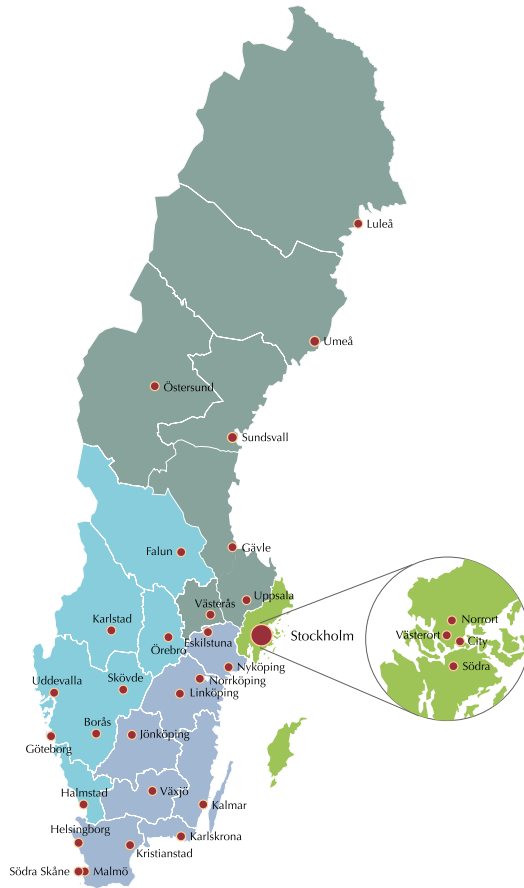 Luleå
Umeå
Östersund
Sundsvall
Gävle
Falun
Uppsala
Västerås
Karlstad
Norrort
Västerort
City
Stockholm
Örebro
Eskilstuna
Södra
Nyköping
Skövde
Norrköping
Uddevalla
Linköping
Borås
Jönköping
Göteborg
Halmstad
Växjö
Kalmar
Helsingborg
Karlskrona
Kristianstad
Södra Skåne
Malmö